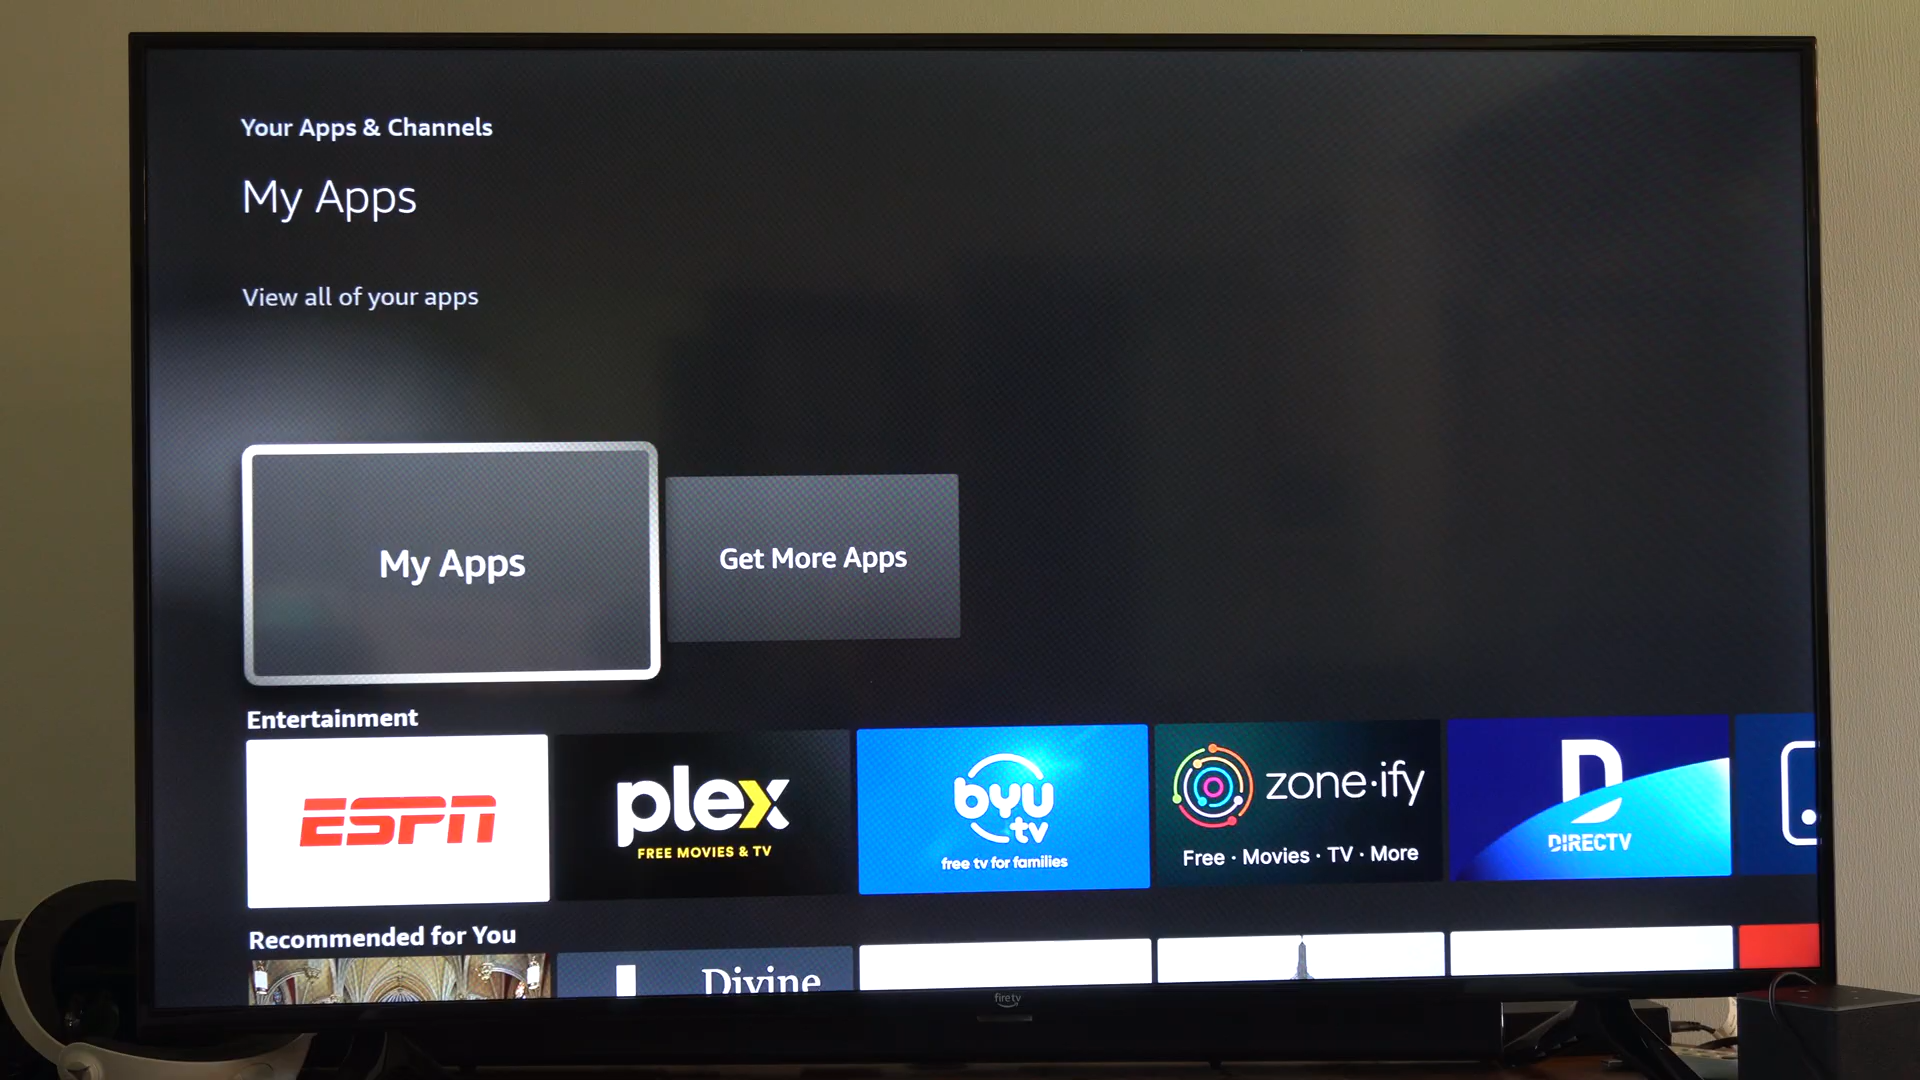 Your Apps & Channels
My Apps
View all of your apps
My Apps
Get More Apps
Entertainment
ESPN
plex
FREE MOVIES & TV
byu
tv
free tv for families
zone·ify
Free · Movies · TV · More
D
DIRECTV
Recommended for You
Divine
fire tv